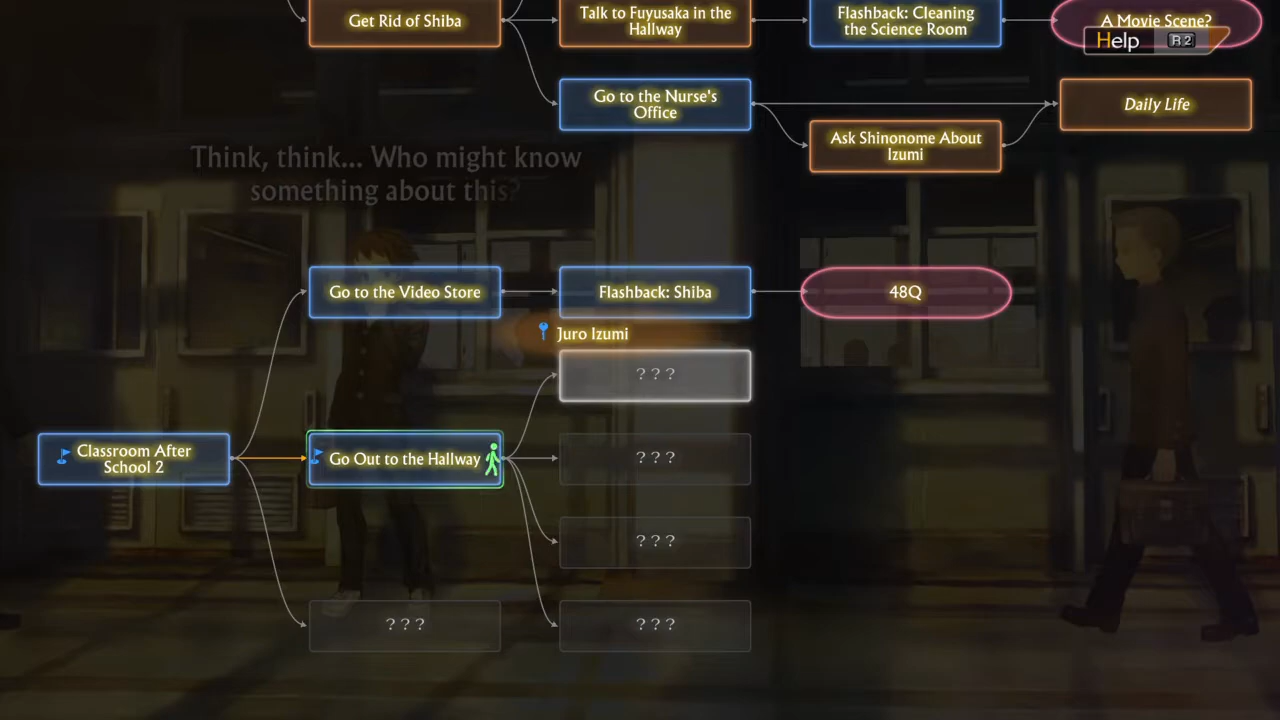 Get Rid of Shiba
Talk to Fuyusaka in the
Hallway
Flashback: Cleaning
the Science Room
A Movie Scene?
Help R2
Go to the Nurse's
Office
Daily Life
Ask Shinonome About
Izumi
Think, think... Who might know
something about this?
Go to the Video Store
Flashback: Shiba
48Q
Juro Izumi
? ? ?
Classroom After
School 2
Go Out to the Hallway
? ? ?
? ? ?
? ? ?
? ? ?